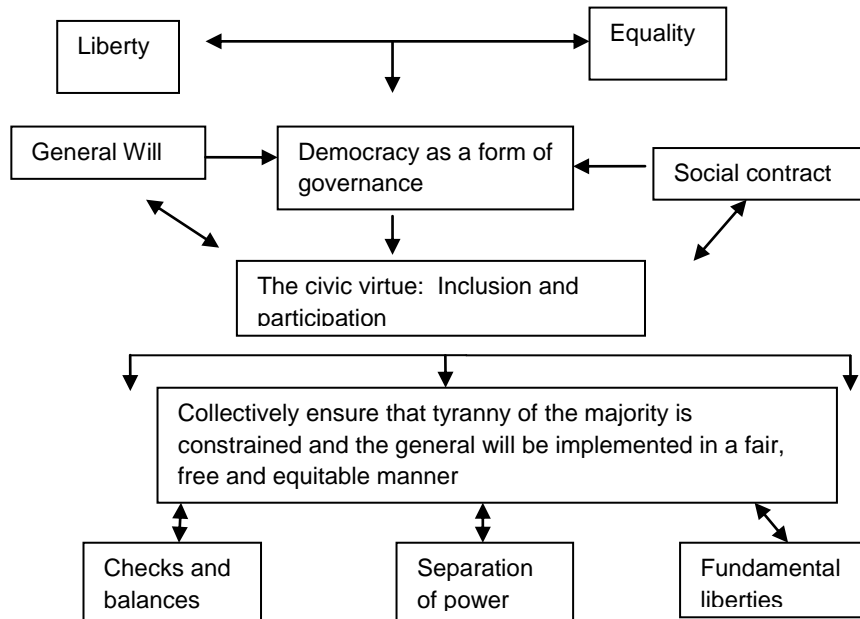 Liberty
Equality
General Will
Democracy as a form of
governance
Social contract
The civic virtue:  Inclusion and
participation
Collectively ensure that tyranny of the majority is
constrained and the general will be implemented in a fair,
free and equitable manner
Checks and
balances
Separation
of power
Fundamental
liberties